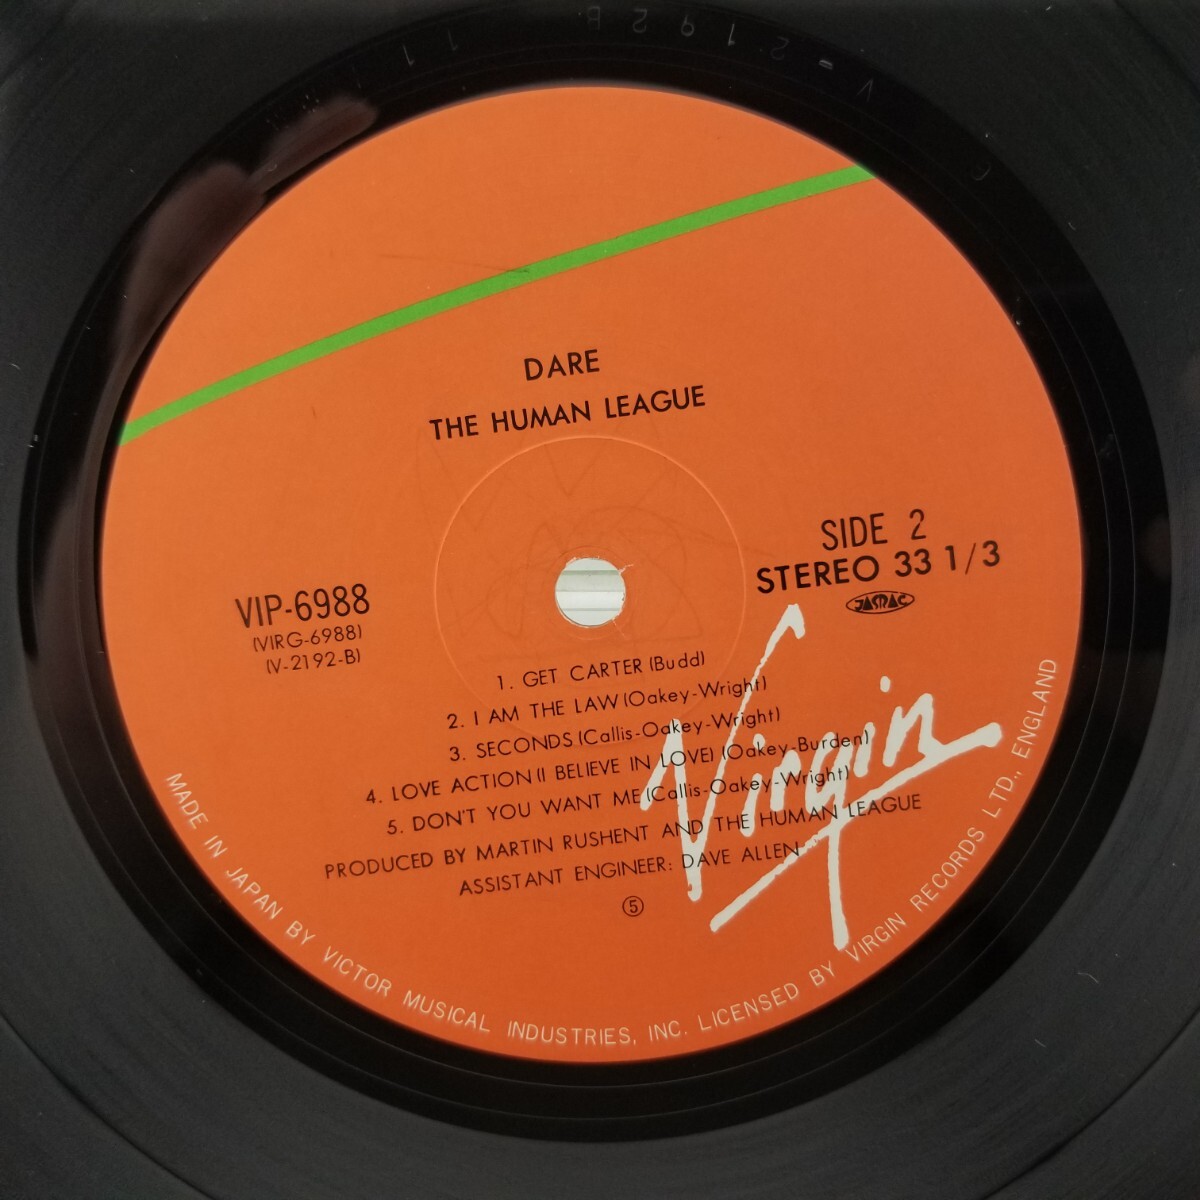 V-2192B
11
DARE
THE HUMAN LEAGUE
SIDE 2
STEREO 33 1/3
JASRAC
VIP-6988
(VIRG-6988)
(V-2192-B)
1. GET CARTER (Budd)
2. I AM THE LAW (Oakey-Wright)
3. SECONDS (Callis-Oakey-Wright)
4. LOVE ACTION (I BELIEVE IN LOVE) (Oakey-Burden)
5. DON'T YOU WANT ME (Callis-Oakey-Wright)
PRODUCED BY MARTIN RUSHENT AND THE HUMAN LEAGUE
ASSISTANT ENGINEER: DAVE ALLEN
⑤
Virgin
MADE IN JAPAN BY VICTOR MUSICAL INDUSTRIES, INC. LICENSED BY VIRGIN RECORDS LTD., ENGLAND